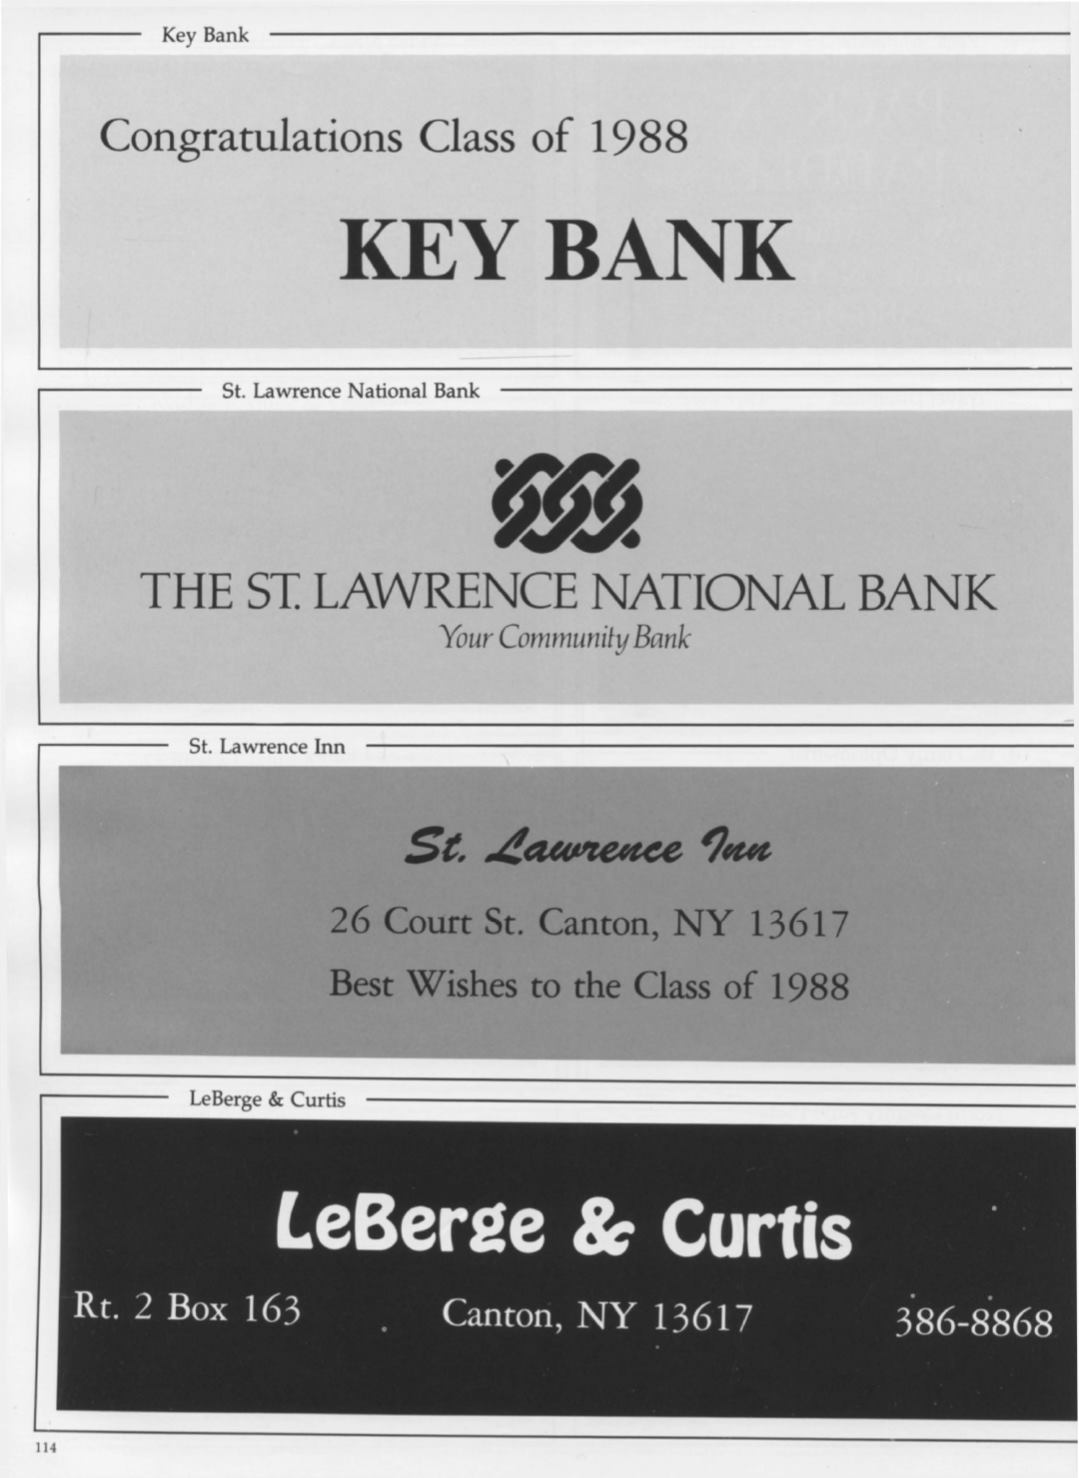 Key Bank
Congratulations Class of 1988
KEY BANK
St. Lawrence National Bank
THE ST. LAWRENCE NATIONAL BANK
Your Community Bank
St. Lawrence Inn
St. Lawrence Inn
26 Court St. Canton, NY 13617
Best Wishes to the Class of 1988
LeBerge & Curtis
LeBerge & Curtis
Rt. 2 Box 163 Canton, NY 13617 386-8868
114